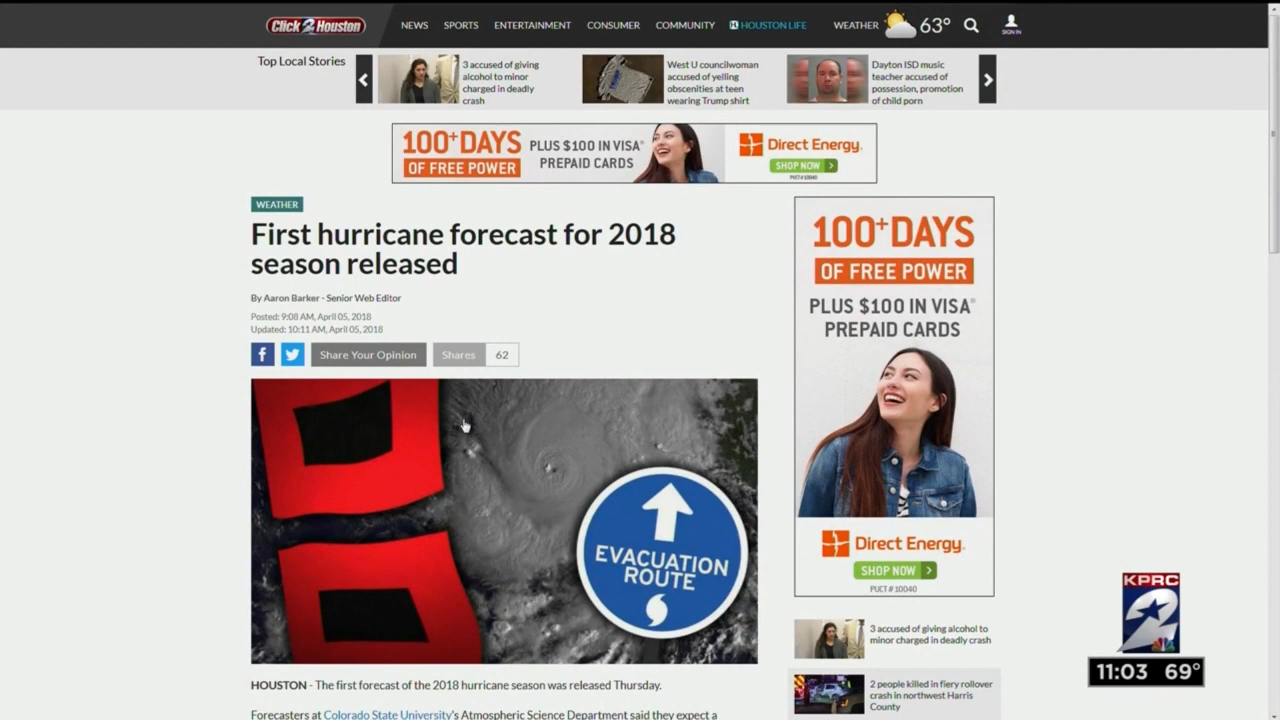 Click 2 Houston
NEWS SPORTS ENTERTAINMENT CONSUMER COMMUNITY HOUSTON LIFE WEATHER 63° SIGN IN
Top Local Stories
3 accused of giving
alcohol to minor
charged in deadly
crash
West U councilwoman
accused of yelling
obscenities at teen
wearing Trump shirt
Dayton ISD music
teacher accused of
possession, promotion
of child porn
100+ DAYS
OF FREE POWER
PLUS $100 IN VISA®
PREPAID CARDS
Direct Energy.
SHOP NOW >
PUCT# 10040
WEATHER
First hurricane forecast for 2018
season released
By Aaron Barker - Senior Web Editor
Posted: 9:08 AM, April 05, 2018
Updated: 10:11 AM, April 05, 2018
f Share Your Opinion Shares 62
EVACUATION
ROUTE
HOUSTON - The first forecast of the 2018 hurricane season was released Thursday.
Forecasters at Colorado State University's Atmospheric Science Department said they expect a
100+ DAYS
OF FREE POWER
PLUS $100 IN VISA®
PREPAID CARDS
Direct Energy.
SHOP NOW >
PUCT # 10040
3 accused of giving alcohol to
minor charged in deadly crash
2 people killed in fiery rollover
crash in northwest Harris
County
KPRC
2
11:03 69°